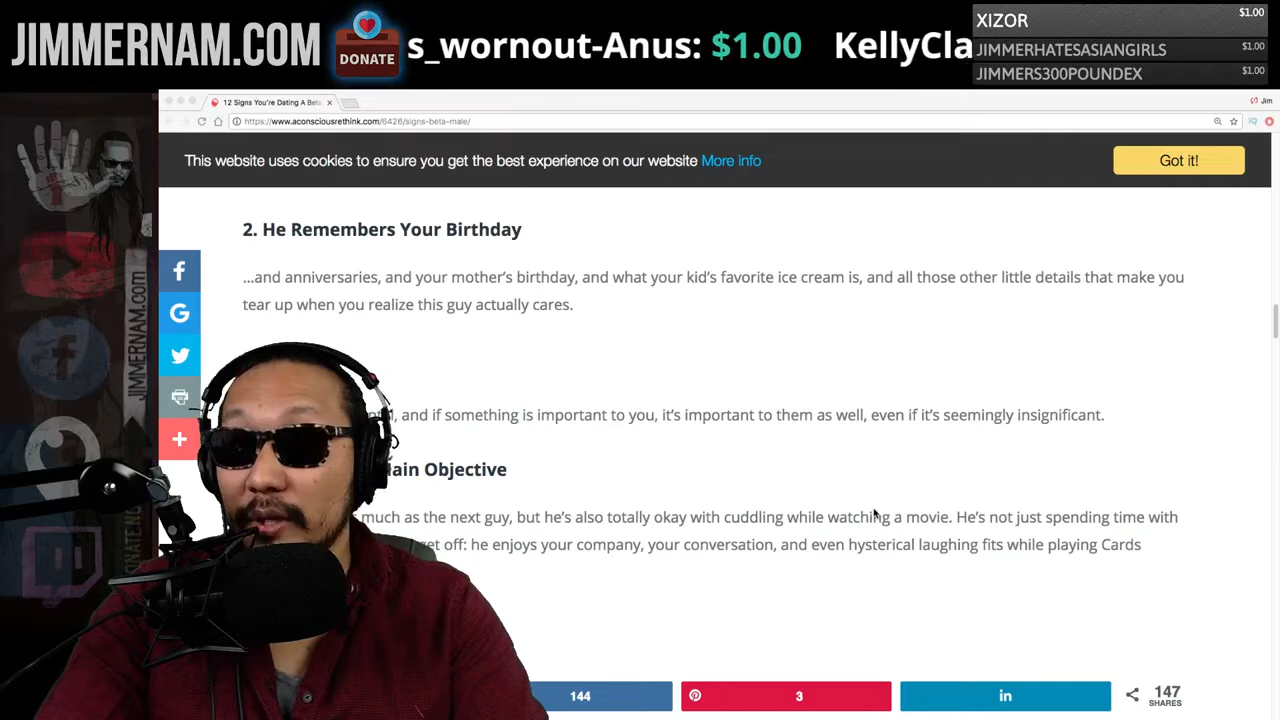 JIMMERNAM.COM
DONATE
s_wornout-Anus: $1.00 KellyCla
XIZOR $1.00
JIMMERHATESASIANGIRLS $1.00
JIMMERS300POUNDEX $1.00
12 Signs You're Dating A Beta
Jim
https://www.aconsciousrethink.com/6426/signs-beta-male/
This website uses cookies to ensure you get the best experience on our website More info
Got it!
2. He Remembers Your Birthday
…and anniversaries, and your mother's birthday, and what your kid's favorite ice cream is, and all those other little details that make you
tear up when you realize this guy actually cares.
, and if something is important to you, it's important to them as well, even if it's seemingly insignificant.
Objective
much as the next guy, but he's also totally okay with cuddling while watching a movie. He's not just spending time with
off: he enjoys your company, your conversation, and even hysterical laughing fits while playing Cards
144
3
in
147
SHARES
JIMMERNAM.com